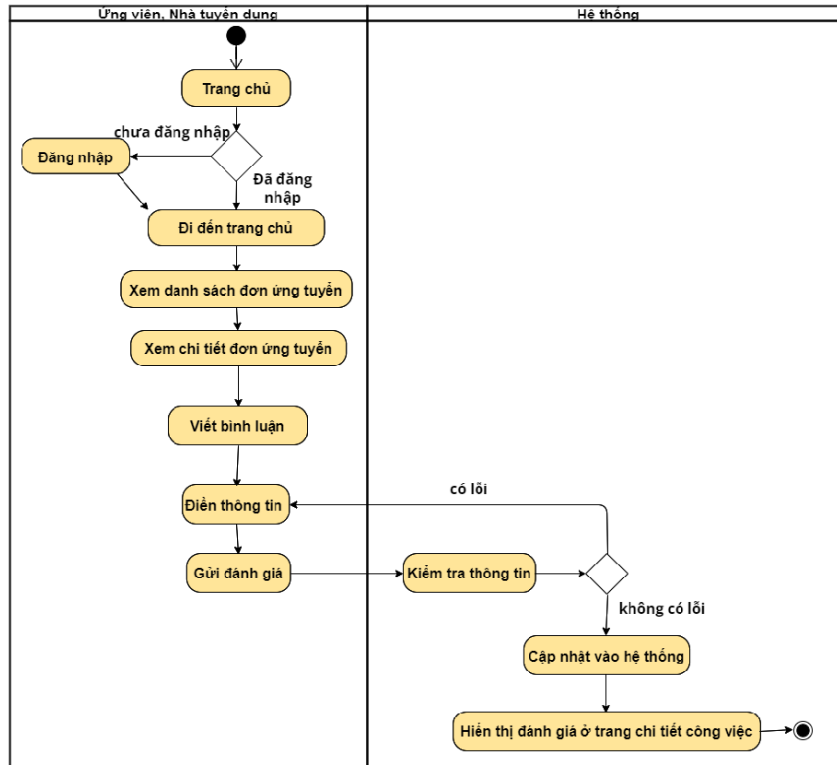 Ứng viên, Nhà tuyển dụng
Hệ thống
Trang chủ
chưa đăng nhập
Đăng nhập
Đã đăng
nhập
Đi đến trang chủ
Xem danh sách đơn ứng tuyển
Xem chi tiết đơn ứng tuyển
Viết bình luận
có lỗi
Điền thông tin
Gửi đánh giá
Kiểm tra thông tin
không có lỗi
Cập nhật vào hệ thống
Hiển thị đánh giá ở trang chi tiết công việc